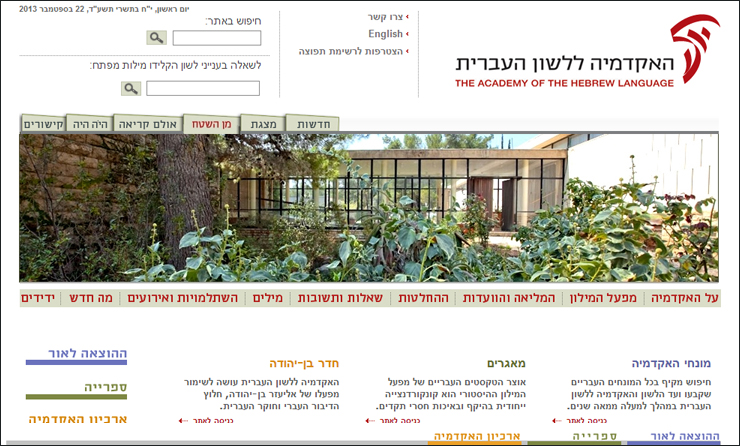 יום ראשון, י"ח בתשרי תשע"ד, 22 בספטמבר 2013
האקדמיה ללשון העברית
THE ACADEMY OF THE HEBREW LANGUAGE
צרו קשר
English
הצטרפות לרשימת תפוצה
חיפוש באתר:
לשאלה בענייני לשון הקלידו מילות מפתח:
חדשות
מצגת
מן השטח
אולם קריאה
היה היה
קישורים
על האקדמיה
מפעל המילון
המליאה והוועדות
ההחלטות
שאלות ותשובות
מילים
השתלמויות ואירועים
מה חדש
ידידים
מונחי האקדמיה
חיפוש מקיף בכל המונחים העבריים
שקבעו ועד הלשון והאקדמיה ללשון
העברית במהלך למעלה ממאה שנים.
כניסה לאתר
מאגרים
אוצר הטקסטים העבריים של מפעל
המילון ההיסטורי הוא קונקורדנצייה
ייחודית בהיקף ובאיכות חסרי תקדים.
כניסה לאתר
חדר בן-יהודה
האקדמיה ללשון העברית עושה לשימור
מפעלו של אליעזר בן-יהודה, חלוץ
הדיבור העברי וחוקר העברית.
כניסה לאתר
ההוצאה לאור
ספרייה
ארכיון האקדמיה
ההוצאה לאור
ספרייה
ארכיון האקדמיה